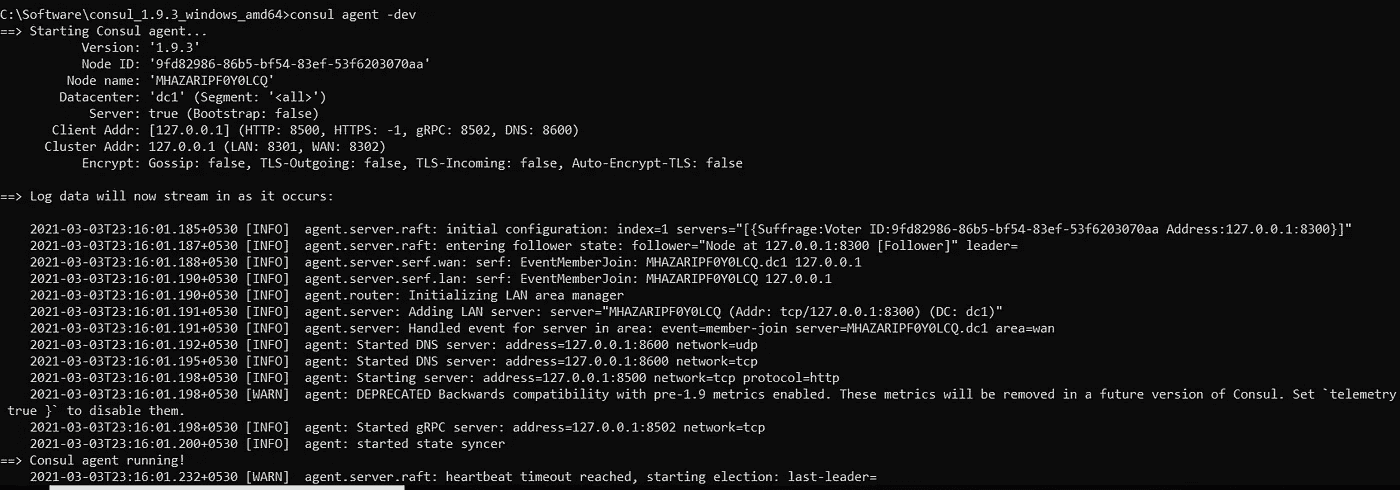 C:\Software\consul_1.9.3_windows_amd64>consul agent -dev
==> Starting Consul agent...
Version: '1.9.3'
Node ID: '9fd82986-86b5-bf54-83ef-53f6203070aa'
Node name: 'MHAZARIPF0Y0LCQ'
Datacenter: 'dc1' (Segment: '<all>')
Server: true (Bootstrap: false)
Client Addr: [127.0.0.1] (HTTP: 8500, HTTPS: -1, gRPC: 8502, DNS: 8600)
Cluster Addr: 127.0.0.1 (LAN: 8301, WAN: 8302)
Encrypt: Gossip: false, TLS-Outgoing: false, TLS-Incoming: false, Auto-Encrypt-TLS: false
==> Log data will now stream in as it occurs:
2021-03-03T23:16:01.185+0530 [INFO]  agent.server.raft: initial configuration: index=1 servers="[{Suffrage:Voter ID:9fd82986-86b5-bf54-83ef-53f6203070aa Address:127.0.0.1:8300}]"
2021-03-03T23:16:01.187+0530 [INFO]  agent.server.raft: entering follower state: follower="Node at 127.0.0.1:8300 [Follower]" leader=
2021-03-03T23:16:01.188+0530 [INFO]  agent.server.serf.wan: serf: EventMemberJoin: MHAZARIPF0Y0LCQ.dc1 127.0.0.1
2021-03-03T23:16:01.190+0530 [INFO]  agent.server.serf.lan: serf: EventMemberJoin: MHAZARIPF0Y0LCQ 127.0.0.1
2021-03-03T23:16:01.190+0530 [INFO]  agent.router: Initializing LAN area manager
2021-03-03T23:16:01.191+0530 [INFO]  agent.server: Adding LAN server: server="MHAZARIPF0Y0LCQ (Addr: tcp/127.0.0.1:8300) (DC: dc1)"
2021-03-03T23:16:01.191+0530 [INFO]  agent.server: Handled event for server in area: event=member-join server=MHAZARIPF0Y0LCQ.dc1 area=wan
2021-03-03T23:16:01.192+0530 [INFO]  agent: Started DNS server: address=127.0.0.1:8600 network=udp
2021-03-03T23:16:01.195+0530 [INFO]  agent: Started DNS server: address=127.0.0.1:8600 network=tcp
2021-03-03T23:16:01.198+0530 [INFO]  agent: Starting server: address=127.0.0.1:8500 network=tcp protocol=http
2021-03-03T23:16:01.198+0530 [WARN]  agent: DEPRECATED Backwards compatibility with pre-1.9 metrics enabled. These metrics will be removed in a future version of Consul. Set `telemetry
true }` to disable them.
2021-03-03T23:16:01.198+0530 [INFO]  agent: Started gRPC server: address=127.0.0.1:8502 network=tcp
2021-03-03T23:16:01.200+0530 [INFO]  agent: started state syncer
==> Consul agent running!
2021-03-03T23:16:01.232+0530 [WARN]  agent.server.raft: heartbeat timeout reached, starting election: last-leader=